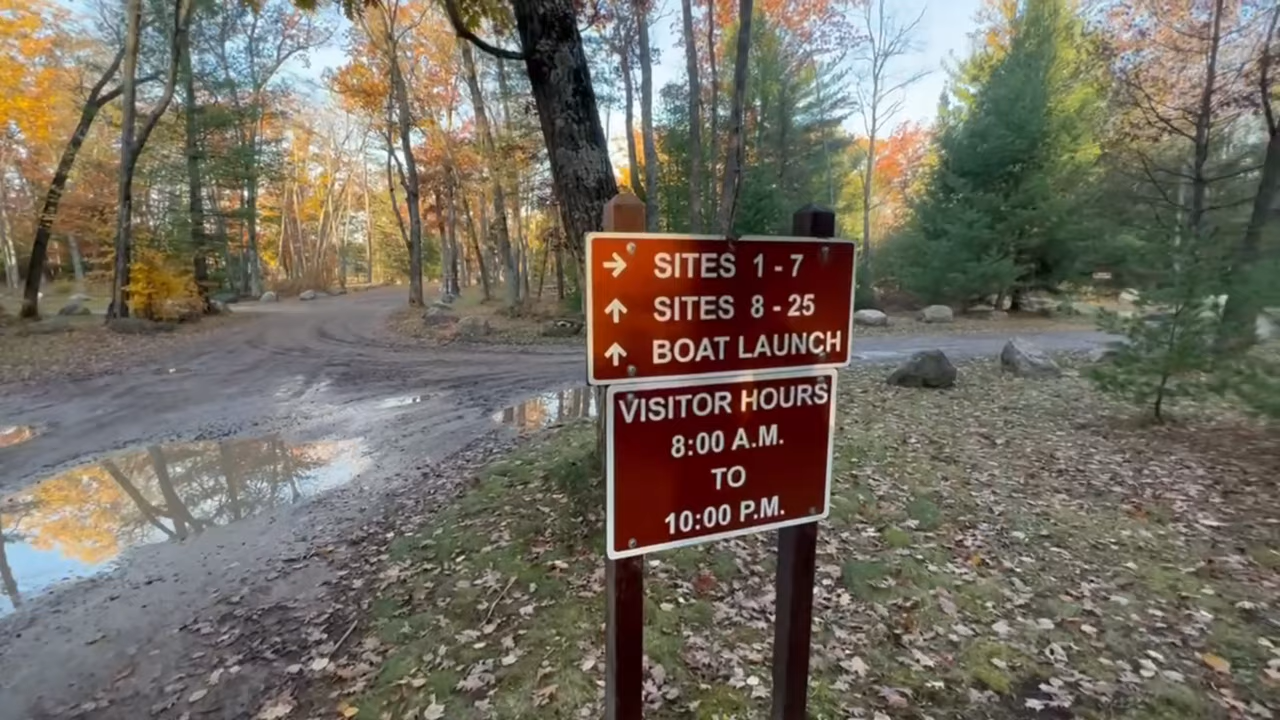 → SITES 1 - 7
↑ SITES 8 - 25
↑ BOAT LAUNCH
VISITOR HOURS
8:00 A.M.
TO
10:00 P.M.